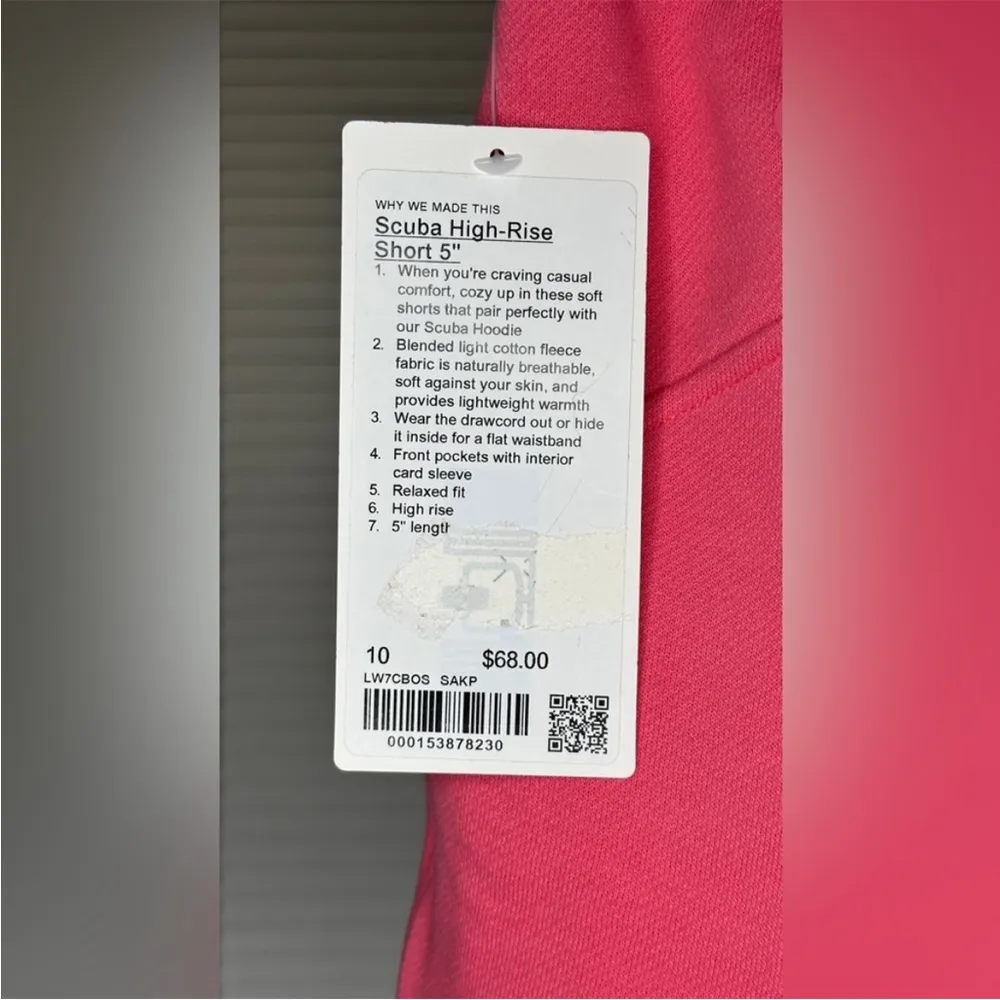 WHY WE MADE THIS
Scuba High-Rise
Short 5"
1. When you're craving casual
comfort, cozy up in these soft
shorts that pair perfectly with
our Scuba Hoodie
2. Blended light cotton fleece
fabric is naturally breathable,
soft against your skin, and
provides lightweight warmth
3. Wear the drawcord out or hide
it inside for a flat waistband
4. Front pockets with interior
card sleeve
5. Relaxed fit
6. High rise
7. 5" length
10 $68.00
LW7CBOS SAKP
000153878230